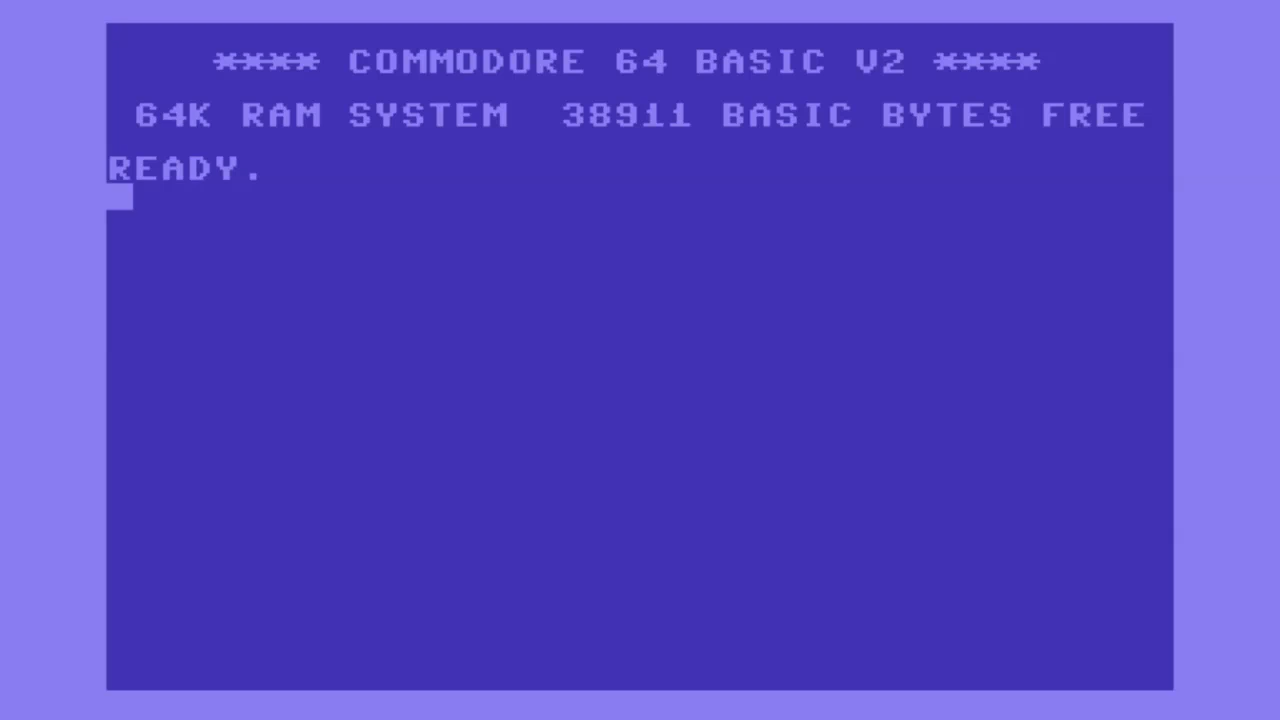 **** COMMODORE 64 BASIC V2 ****
64K RAM SYSTEM  38911 BASIC BYTES FREE
READY.